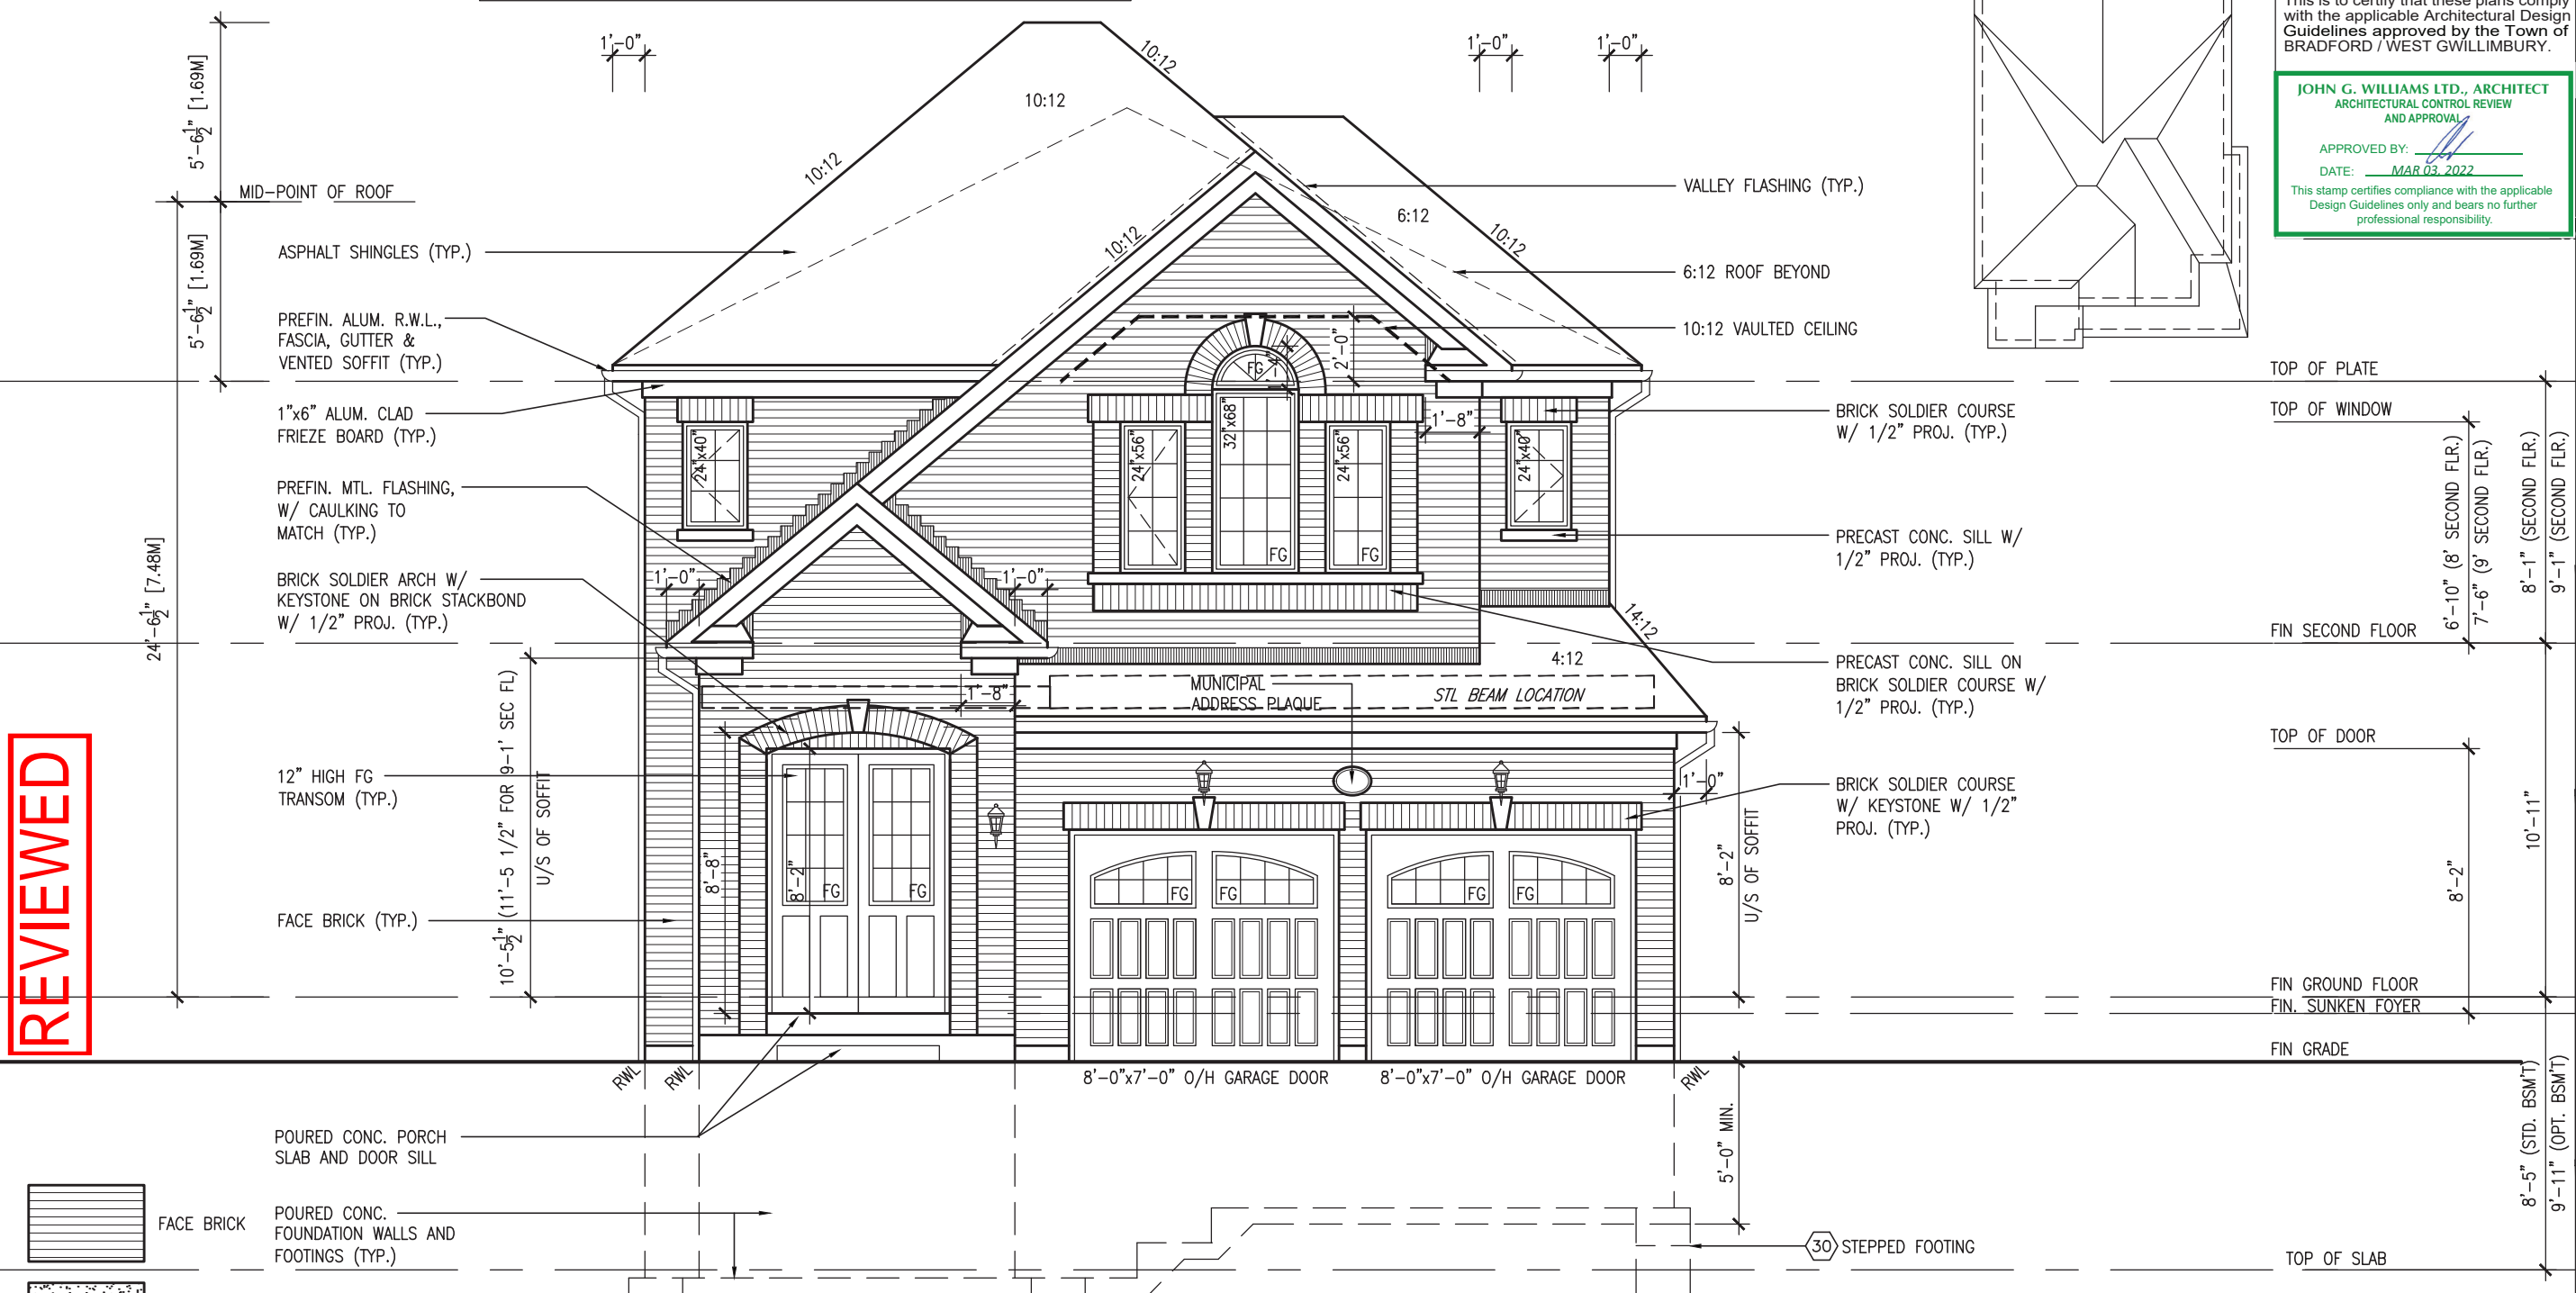 This is to certify that these plans comply
with the applicable Architectural Design
Guidelines approved by the Town of
BRADFORD / WEST GWILLIMBURY.
JOHN G. WILLIAMS LTD., ARCHITECT
ARCHITECTURAL CONTROL REVIEW
AND APPROVAL
APPROVED BY:
DATE: MAR 03, 2022
This stamp certifies compliance with the applicable
Design Guidelines only and bears no further
professional responsibility.
1'-0"
1'-0"
1'-0"
10:12
10:12
10:12
10:12
10:12
6:12
5'-6 1/2" [1.69M]
5'-6 1/2" [1.69M]
24'-6 1/2" [7.48M]
MID-POINT OF ROOF
ASPHALT SHINGLES (TYP.)
PREFIN. ALUM. R.W.L.,
FASCIA, GUTTER &
VENTED SOFFIT (TYP.)
1"x6" ALUM. CLAD
FRIEZE BOARD (TYP.)
PREFIN. MTL. FLASHING,
W/ CAULKING TO
MATCH (TYP.)
BRICK SOLDIER ARCH W/
KEYSTONE ON BRICK STACKBOND
W/ 1/2" PROJ. (TYP.)
12" HIGH FG
TRANSOM (TYP.)
FACE BRICK (TYP.)
POURED CONC. PORCH
SLAB AND DOOR SILL
POURED CONC.
FOUNDATION WALLS AND
FOOTINGS (TYP.)
FACE BRICK
REVIEWED
VALLEY FLASHING (TYP.)
6:12 ROOF BEYOND
10:12 VAULTED CEILING
BRICK SOLDIER COURSE
W/ 1/2" PROJ. (TYP.)
PRECAST CONC. SILL W/
1/2" PROJ. (TYP.)
PRECAST CONC. SILL ON
BRICK SOLDIER COURSE W/
1/2" PROJ. (TYP.)
BRICK SOLDIER COURSE
W/ KEYSTONE W/ 1/2"
PROJ. (TYP.)
30 STEPPED FOOTING
24"x40"
24"x56"
32"x68"
24"x56"
24"x40"
FG
FG
FG
2'-0"
1'-8"
1'-0"
1'-0"
1'-8"
14:12
4:12
MUNICIPAL
ADDRESS PLAQUE
STL BEAM LOCATION
10'-5 1/2" (11'-5 1/2" FOR 9-1' SEC FL)
U/S OF SOFFIT
8'-8"
8'-2"
FG
FG
FG
FG
FG
FG
1'-0"
8'-2"
U/S OF SOFFIT
RWL
RWL
RWL
8'-0"x7'-0" O/H GARAGE DOOR
8'-0"x7'-0" O/H GARAGE DOOR
5'-0" MIN.
TOP OF PLATE
TOP OF WINDOW
FIN SECOND FLOOR
TOP OF DOOR
FIN GROUND FLOOR
FIN. SUNKEN FOYER
FIN GRADE
TOP OF SLAB
6'-10" (8' SECOND FLR.)
7'-6" (9' SECOND FLR.)
8'-1" (SECOND FLR.)
9'-1" (SECOND FLR.)
8'-2"
10'-11"
8'-5" (STD. BSM'T)
9'-11" (OPT. BSM'T)